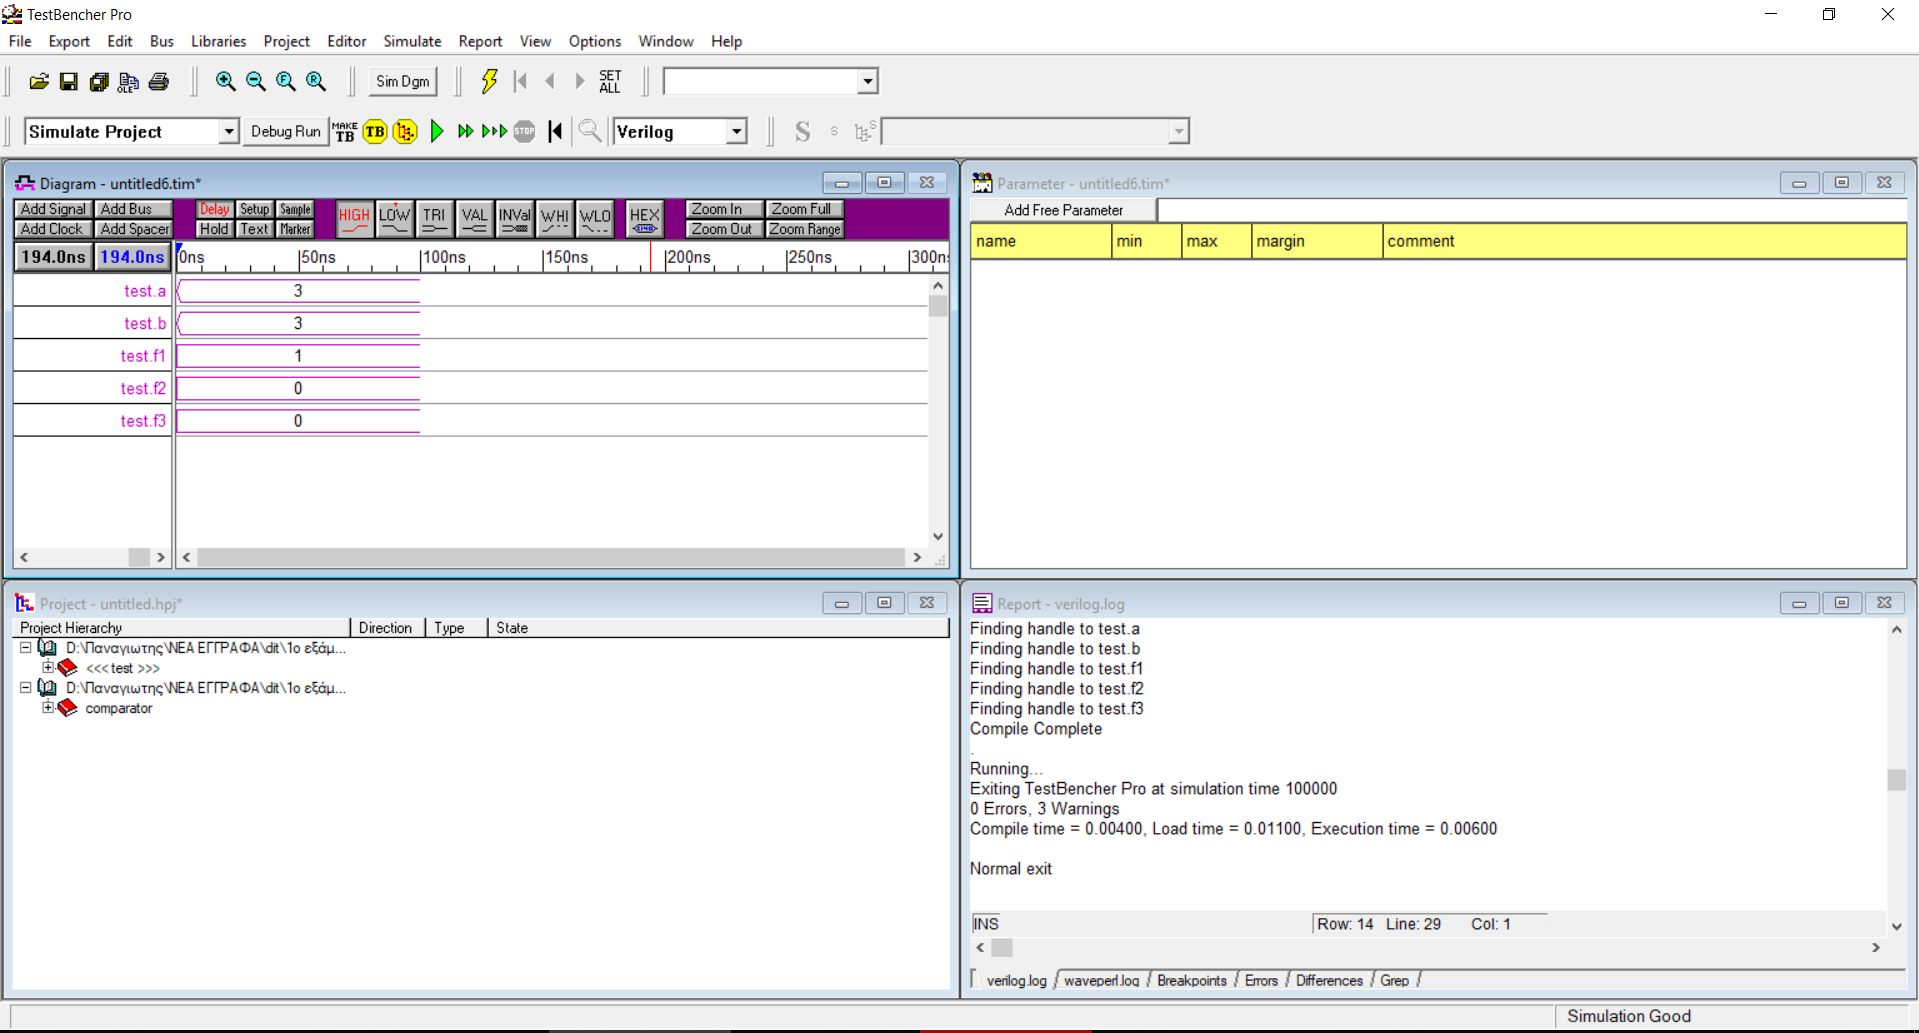 TestBencher Pro
File Export Edit Bus Libraries Project Editor Simulate Report View Options Window Help
OLE F R Sim Dgm SET ALL
Simulate Project Debug Run MAKE TB TB STOP Verilog S s S
Diagram - untitled6.tim*
Add Signal Add Bus Delay Setup Sample HIGH LOW TRI VAL INVal WHI WLO HEX Zoom In Zoom Full
Add Clock Add Spacer Hold Text Marker Zoom Out Zoom Range
194.0ns 194.0ns 0ns 50ns 100ns 150ns 200ns 250ns 300n
test.a 3
test.b 3
test.f1 1
test.f2 0
test.f3 0
Parameter - untitled6.tim*
Add Free Parameter
name min max margin comment
Project - untitled.hpj*
Project Hierarchy Direction Type State
D:\Παναγιωτης\ΝΕΑ ΕΓΓΡΑΦΑ\dit\1ο εξάμ...
<<< test >>>
D:\Παναγιωτης\ΝΕΑ ΕΓΓΡΑΦΑ\dit\1ο εξάμ...
comparator
Report - verilog.log
Finding handle to test.a
Finding handle to test.b
Finding handle to test.f1
Finding handle to test.f2
Finding handle to test.f3
Compile Complete
.
Running...
Exiting TestBencher Pro at simulation time 100000
0 Errors, 3 Warnings
Compile time = 0.00400, Load time = 0.01100, Execution time = 0.00600
Normal exit
INS Row: 14 Line: 29 Col: 1
verilog.log waveperl.log Breakpoints Errors Differences Grep
Simulation Good